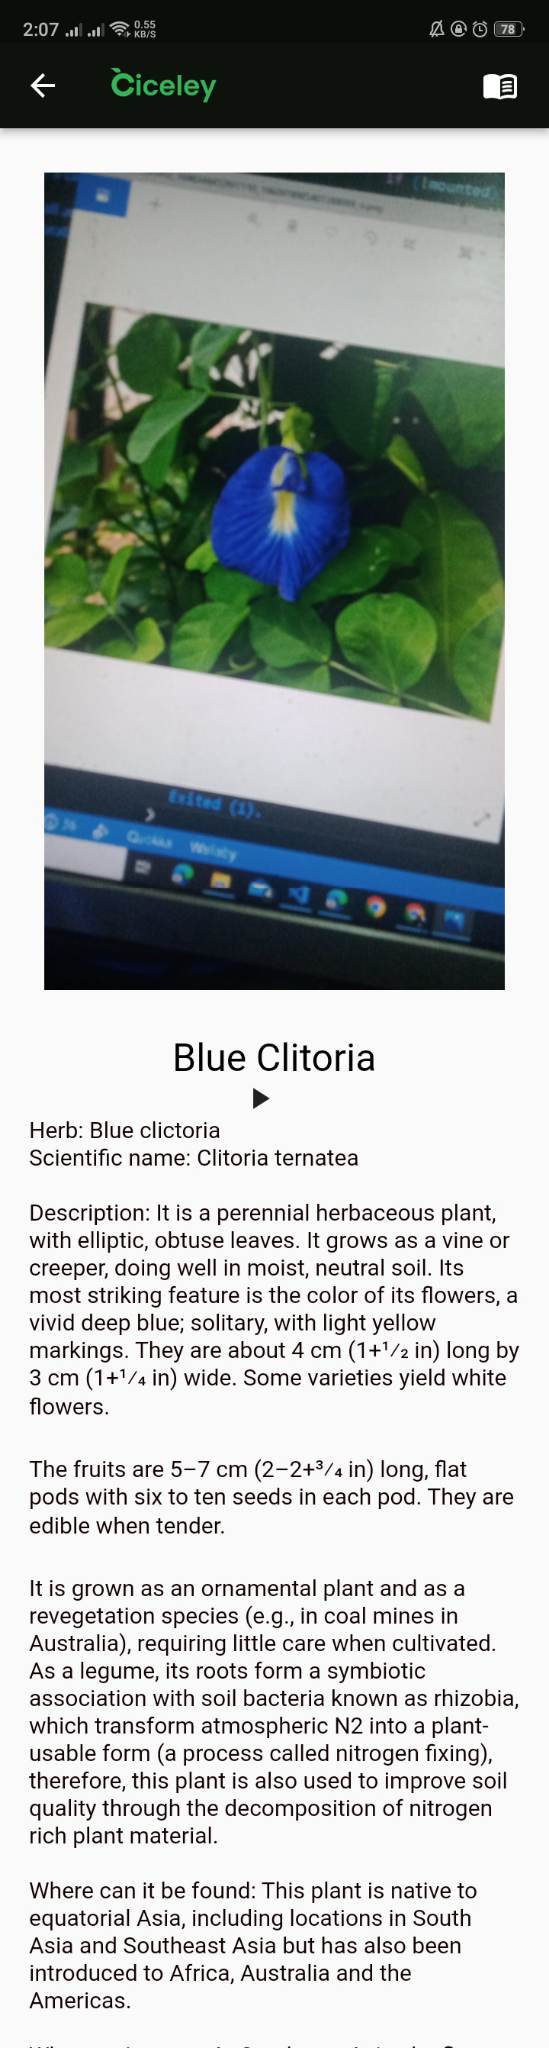 2:07
0.55
KB/S
78
Ciceley
if (!mounted)
Exited (1).
Quokka
Blue Clitoria
Herb: Blue clictoria
Scientific name: Clitoria ternatea
Description: It is a perennial herbaceous plant,
with elliptic, obtuse leaves. It grows as a vine or
creeper, doing well in moist, neutral soil. Its
most striking feature is the color of its flowers, a
vivid deep blue; solitary, with light yellow
markings. They are about 4 cm (1+¹⁄₂ in) long by
3 cm (1+¹⁄₄ in) wide. Some varieties yield white
flowers.
The fruits are 5–7 cm (2–2+³⁄₄ in) long, flat
pods with six to ten seeds in each pod. They are
edible when tender.
It is grown as an ornamental plant and as a
revegetation species (e.g., in coal mines in
Australia), requiring little care when cultivated.
As a legume, its roots form a symbiotic
association with soil bacteria known as rhizobia,
which transform atmospheric N2 into a plant-
usable form (a process called nitrogen fixing),
therefore, this plant is also used to improve soil
quality through the decomposition of nitrogen
rich plant material.
Where can it be found: This plant is native to
equatorial Asia, including locations in South
Asia and Southeast Asia but has also been
introduced to Africa, Australia and the
Americas.